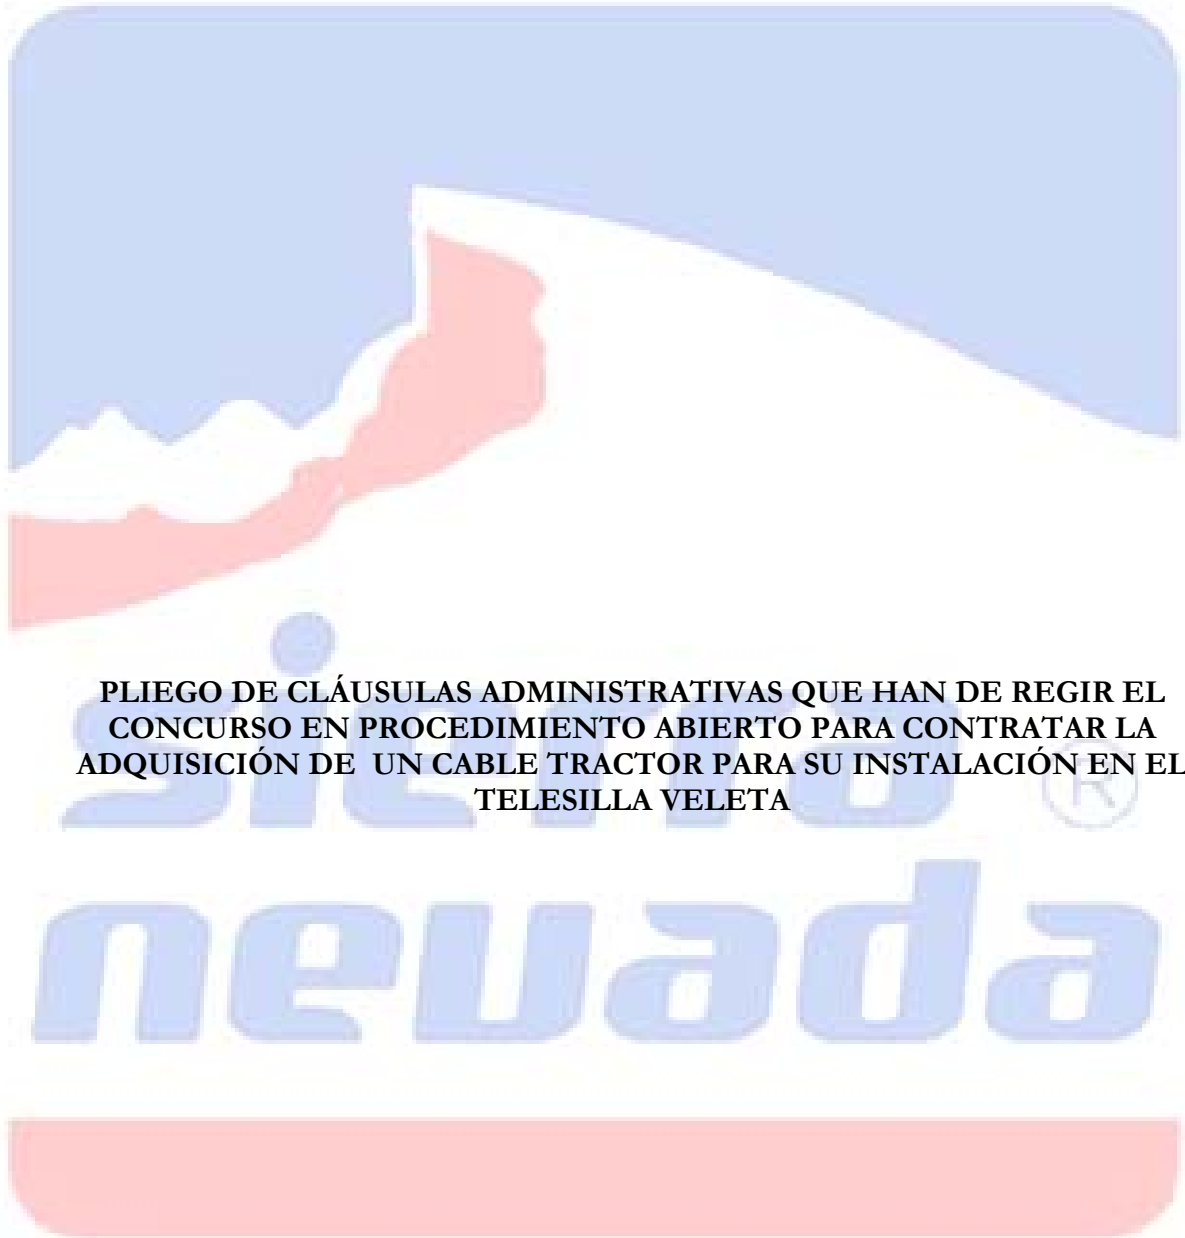 PLIEGO DE CLÁUSULAS ADMINISTRATIVAS QUE HAN DE REGIR EL
CONCURSO EN PROCEDIMIENTO ABIERTO PARA CONTRATAR LA
ADQUISICIÓN DE  UN CABLE TRACTOR PARA SU INSTALACIÓN EN EL
TELESILLA VELETA
sierra ®
nevada